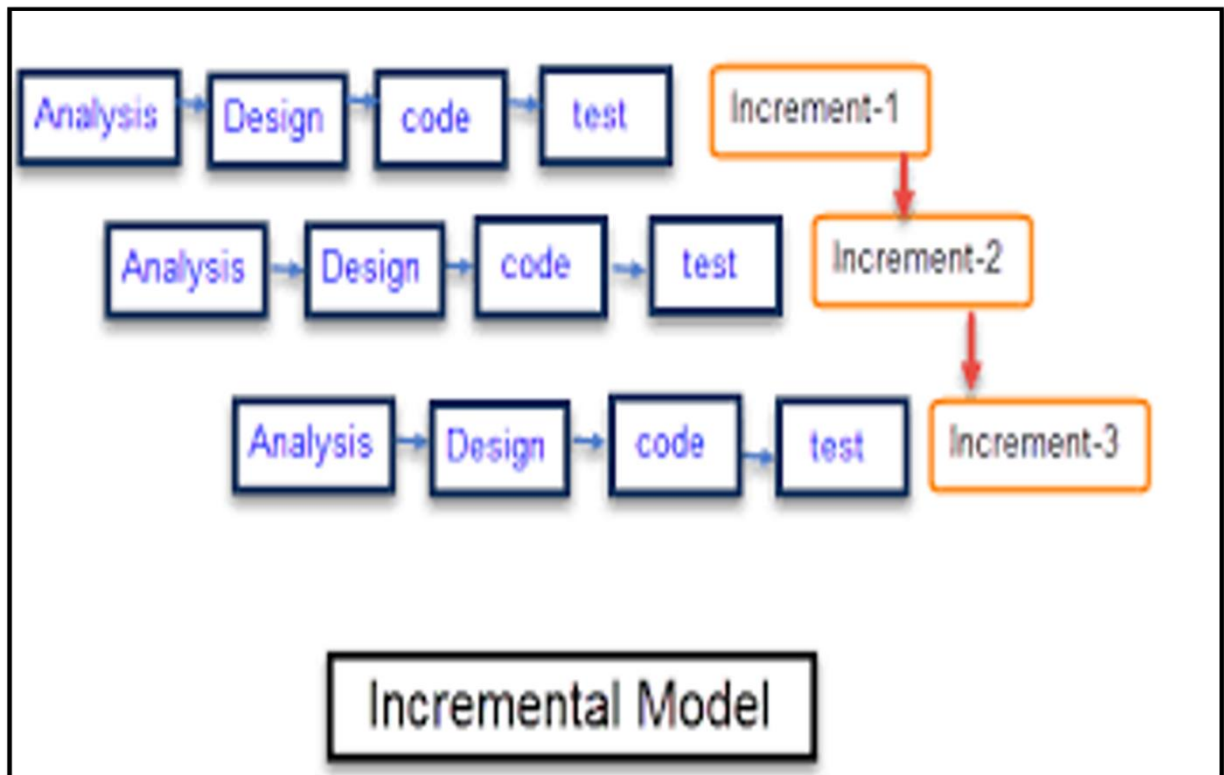 Analysis Design code test Increment-1
Analysis Design code test Increment-2
Analysis Design code test Increment-3
Incremental Model